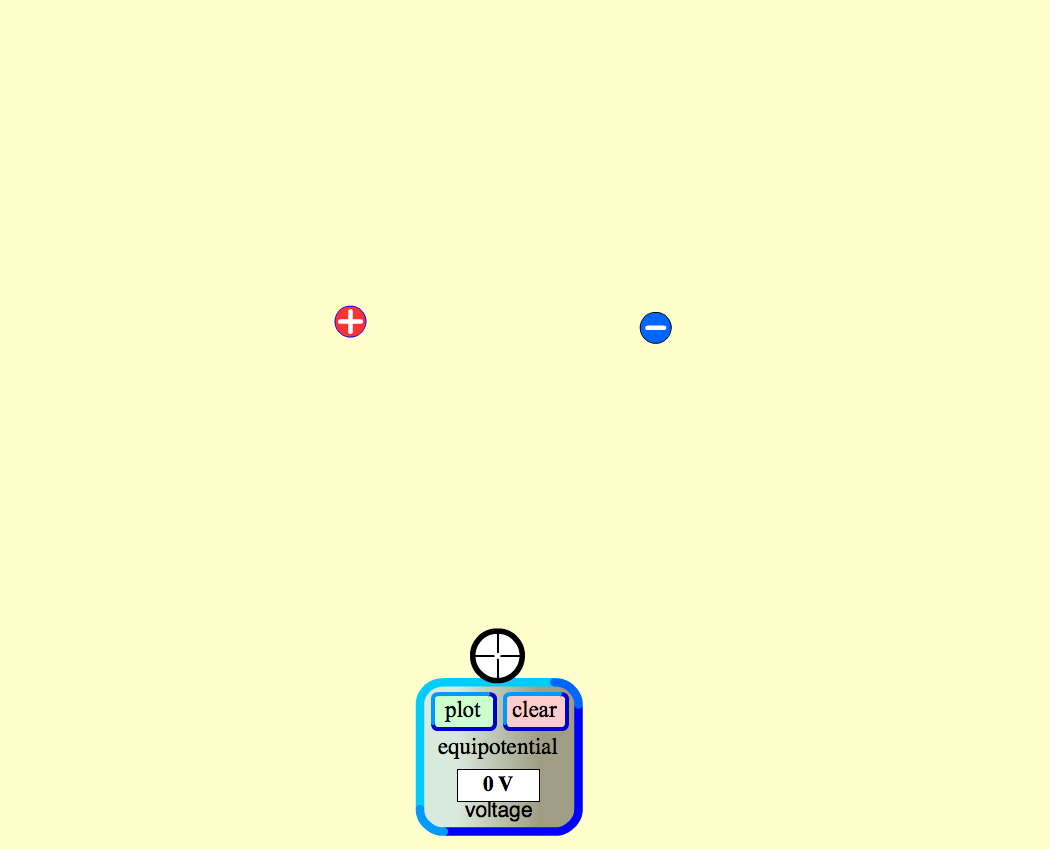 +
−
plot clear
equipotential
0 V
voltage